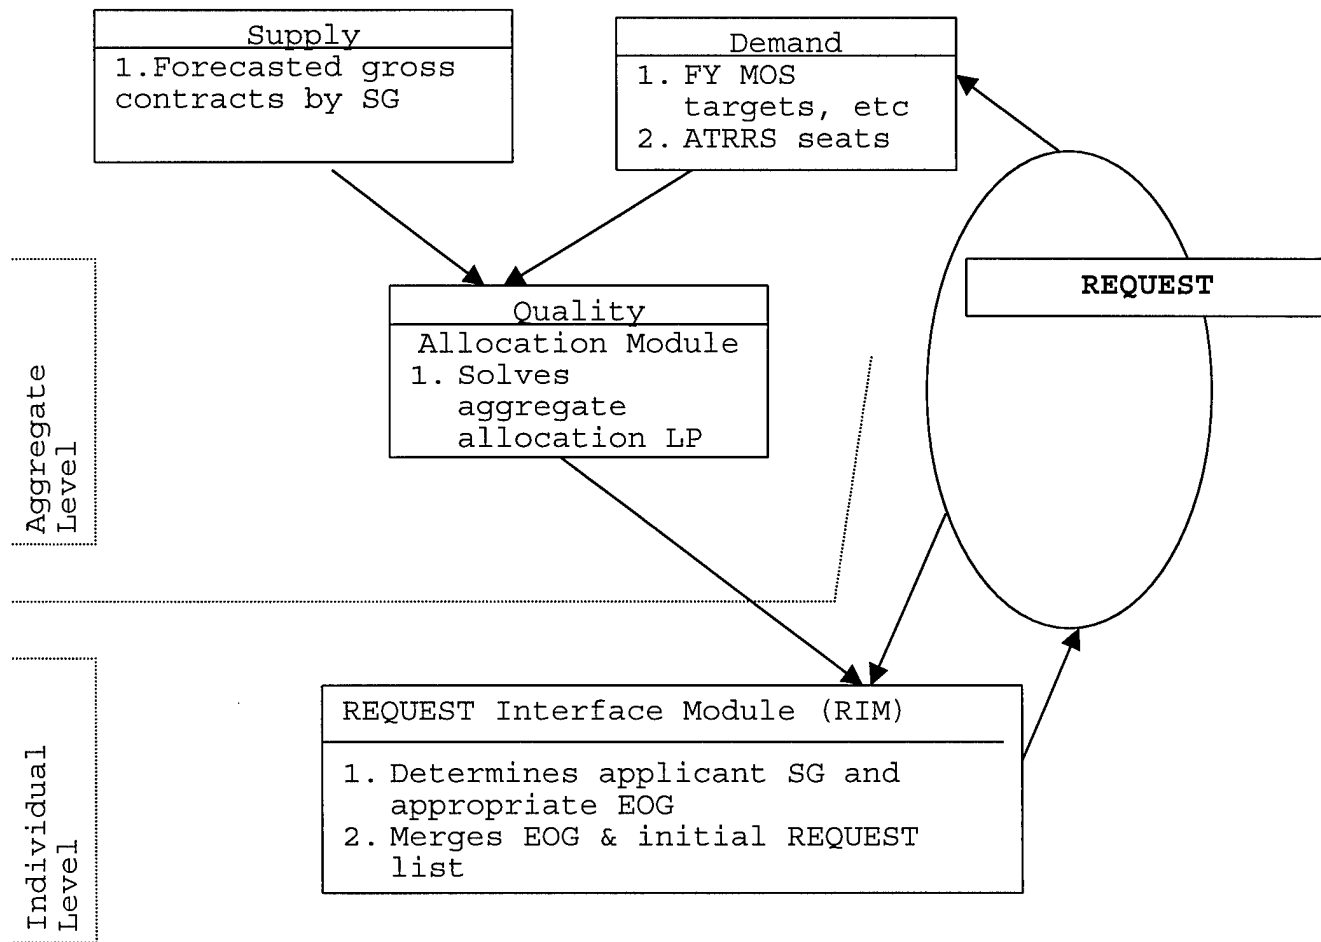 Supply
1.Forecasted gross
contracts by SG
Demand
1. FY MOS
targets, etc
2. ATRRS seats
REQUEST
Quality
Allocation Module
1. Solves
aggregate
allocation LP
Aggregate
Level
REQUEST Interface Module (RIM)
1. Determines applicant SG and
appropriate EOG
2. Merges EOG & initial REQUEST
list
Individual
Level